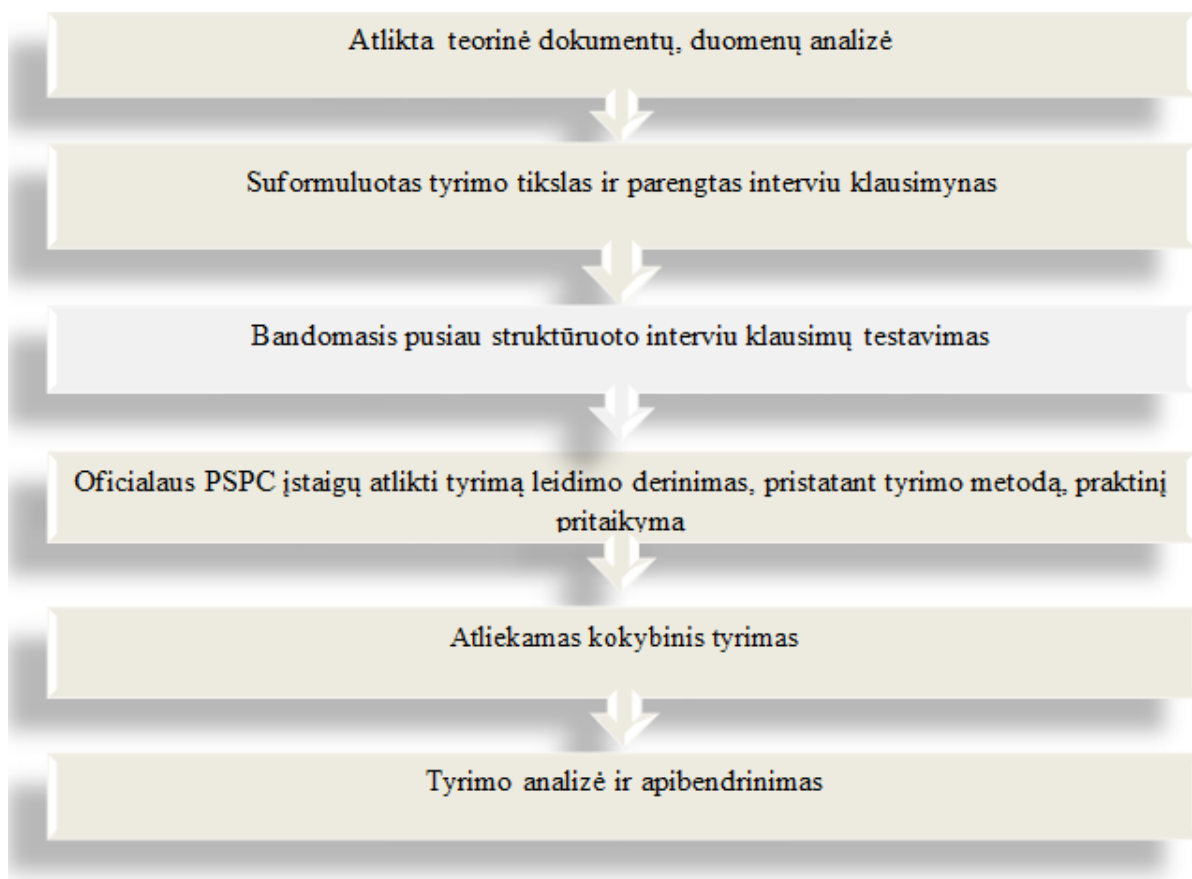 Atlikta teorinė dokumentų, duomenų analizė
Suformuluotas tyrimo tikslas ir parengtas interviu klausimynas
Bandomasis pusiau struktūruoto interviu klausimų testavimas
Oficialaus PSPC įstaigų atlikti tyrimą leidimo derinimas, pristatant tyrimo metodą, praktinį
pritaikyma
Atliekamas kokybinis tyrimas
Tyrimo analizė ir apibendrinimas